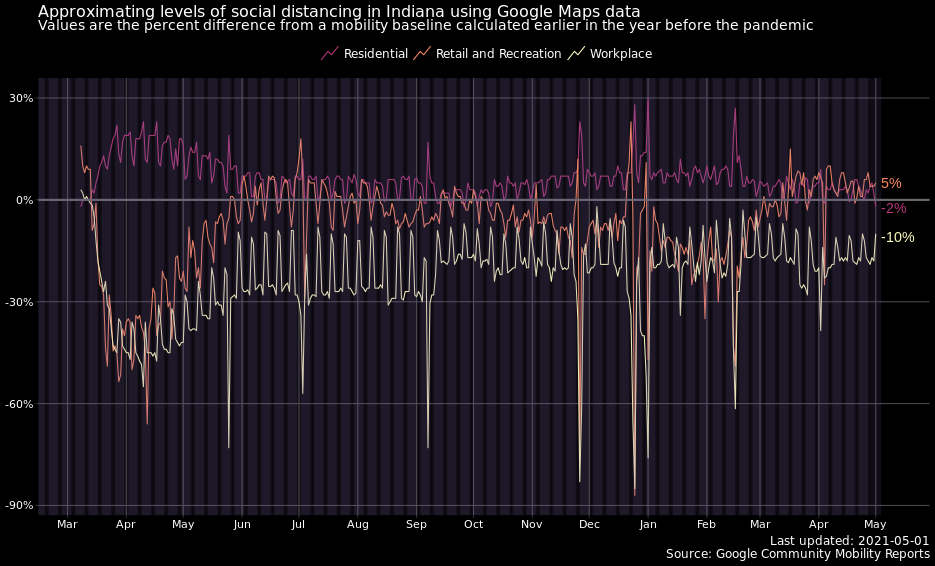 Approximating levels of social distancing in Indiana using Google Maps data
Values are the percent difference from a mobility baseline calculated earlier in the year before the pandemic
Residential Retail and Recreation Workplace
30%
0%
-30%
-60%
-90%
5%
-2%
-10%
Mar Apr May Jun Jul Aug Sep Oct Nov Dec Jan Feb Mar Apr May
Last updated: 2021-05-01
Source: Google Community Mobility Reports